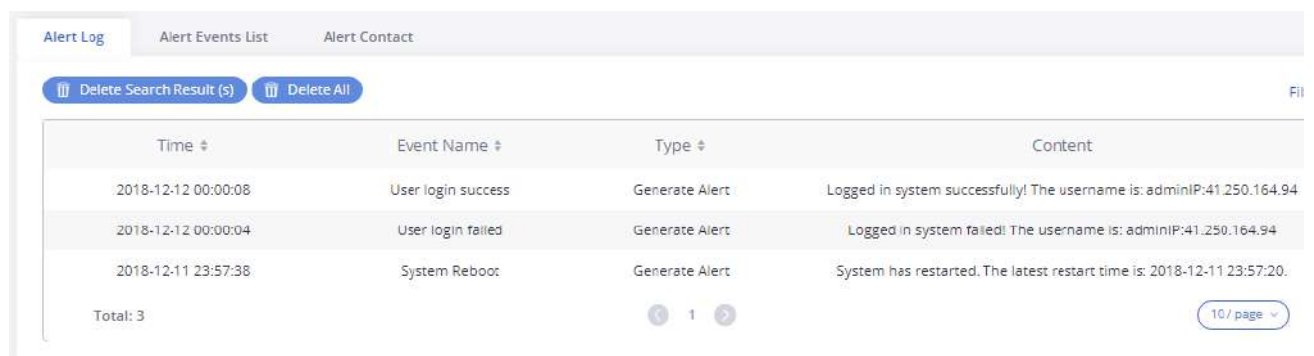 Alert Log Alert Events List Alert Contact
Delete Search Result (s) Delete All
Time Event Name Type Content
2018-12-12 00:00:08 User login success Generate Alert Logged in system successfully! The username is: adminIP:41.250.164.94
2018-12-12 00:00:04 User login failed Generate Alert Logged in system failed! The username is: adminIP:41.250.164.94
2018-12-11 23:57:38 System Reboot Generate Alert System has restarted. The latest restart time is: 2018-12-11 23:57:20.
Total: 3 1 10 / page